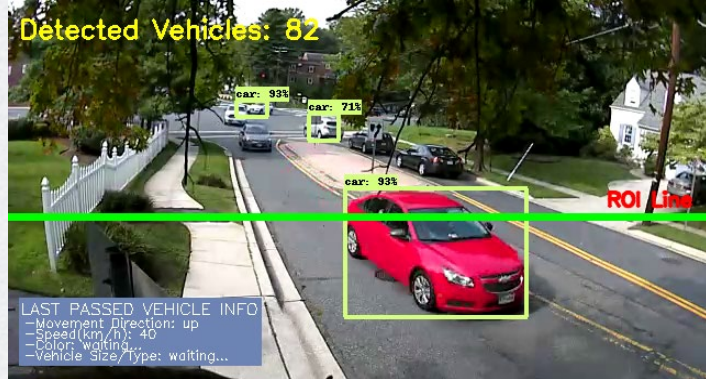 Detected Vehicles: 82
car: 93%
car: 71%
car: 93%
ROI Line
LAST PASSED VEHICLE INFO
-Movement Direction: up
-Speed(km/h): 40
-Color: waiting...
-Vehicle Size/Type: waiting...